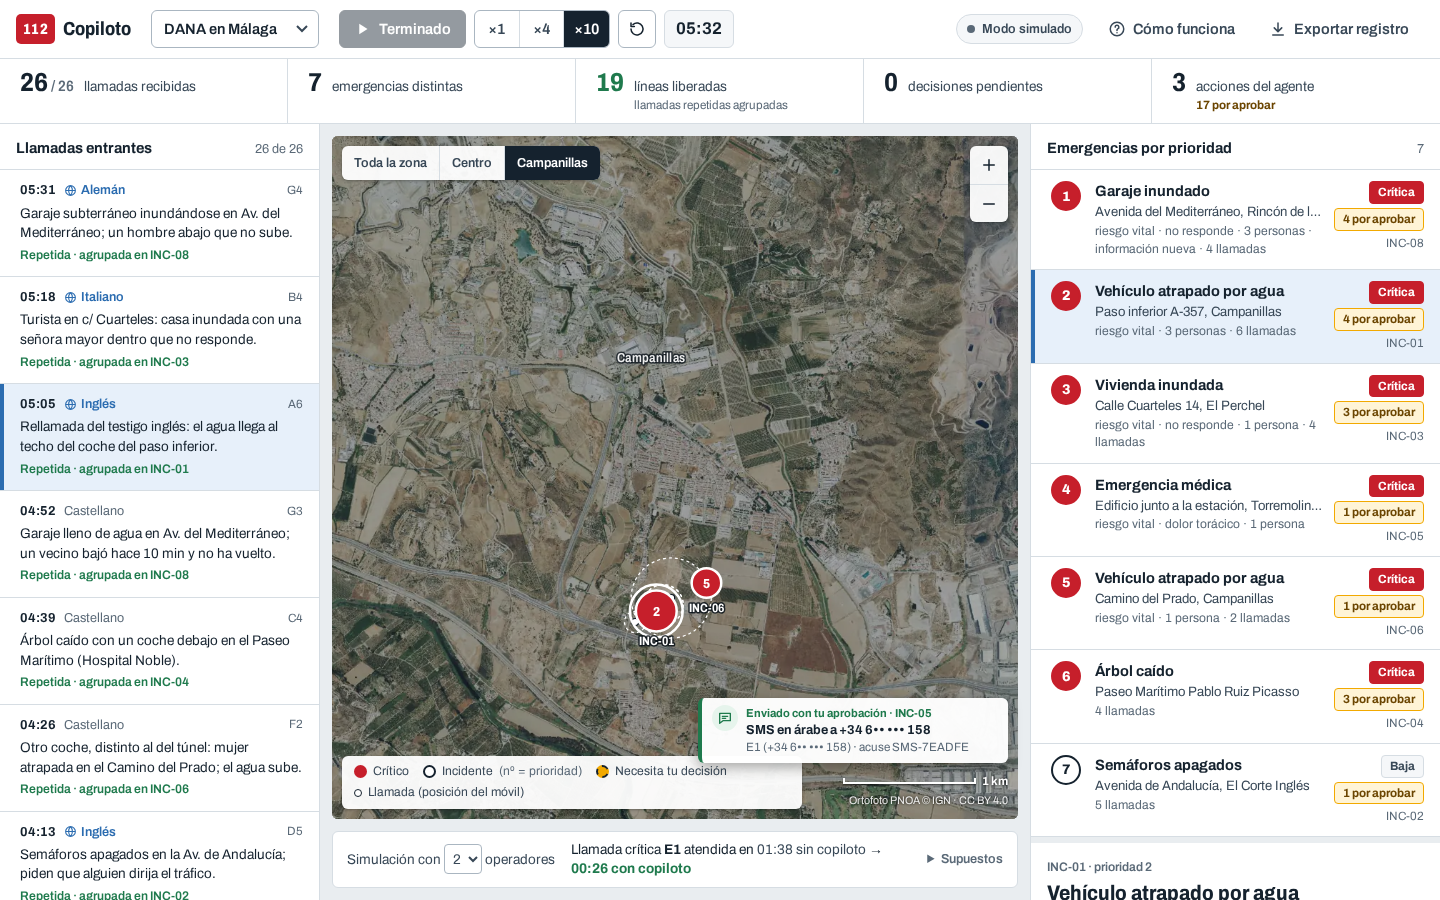 112 Copiloto
DANA en Málaga
Terminado
×1 ×4 ×10
05:32
Modo simulado
Cómo funciona
Exportar registro
26 / 26 llamadas recibidas
7 emergencias distintas
19 líneas liberadas
llamadas repetidas agrupadas
0 decisiones pendientes
3 acciones del agente
17 por aprobar
Llamadas entrantes
26 de 26
05:31 Alemán G4
Garaje subterráneo inundándose en Av. del
Mediterráneo; un hombre abajo que no sube.
Repetida · agrupada en INC-08
05:18 Italiano B4
Turista en c/ Cuarteles: casa inundada con una
señora mayor dentro que no responde.
Repetida · agrupada en INC-03
05:05 Inglés A6
Rellamada del testigo inglés: el agua llega al
techo del coche del paso inferior.
Repetida · agrupada en INC-01
04:52 Castellano G3
Garaje lleno de agua en Av. del Mediterráneo;
un vecino bajó hace 10 min y no ha vuelto.
Repetida · agrupada en INC-08
04:39 Castellano C4
Árbol caído con un coche debajo en el Paseo
Marítimo (Hospital Noble).
Repetida · agrupada en INC-04
04:26 Castellano F2
Otro coche, distinto al del túnel: mujer
atrapada en el Camino del Prado; el agua sube.
Repetida · agrupada en INC-06
04:13 Inglés D5
Semáforos apagados en la Av. de Andalucía;
piden que alguien dirija el tráfico.
Repetida · agrupada en INC-02
Toda la zona Centro Campanillas
+
−
Campanillas
5
INC-06
2
INC-01
Enviado con tu aprobación · INC-05
SMS en árabe a +34 6•• ••• 158
E1 (+34 6•• ••• 158) · acuse SMS-7EADFE
Crítico Incidente (nº = prioridad) Necesita tu decisión
Llamada (posición del móvil)
1 km
Ortofoto PNOA © IGN · CC BY 4.0
Simulación con 2 operadores
Llamada crítica E1 atendida en 01:38 sin copiloto →
00:26 con copiloto
Supuestos
Emergencias por prioridad
7
1 Garaje inundado Crítica
Avenida del Mediterráneo, Rincón de l… 4 por aprobar
riesgo vital · no responde · 3 personas ·
información nueva · 4 llamadas
INC-08
2 Vehículo atrapado por agua Crítica
Paso inferior A-357, Campanillas
riesgo vital · 3 personas · 6 llamadas 4 por aprobar
INC-01
3 Vivienda inundada Crítica
Calle Cuarteles 14, El Perchel 3 por aprobar
riesgo vital · no responde · 1 persona · 4
llamadas
INC-03
4 Emergencia médica Crítica
Edificio junto a la estación, Torremolin… 1 por aprobar
riesgo vital · dolor torácico · 1 persona
INC-05
5 Vehículo atrapado por agua Crítica
Camino del Prado, Campanillas 1 por aprobar
riesgo vital · 1 persona · 2 llamadas
INC-06
6 Árbol caído Crítica
Paseo Marítimo Pablo Ruiz Picasso 3 por aprobar
4 llamadas
INC-04
7 Semáforos apagados Baja
Avenida de Andalucía, El Corte Inglés 1 por aprobar
5 llamadas
INC-02
INC-01 · prioridad 2
Vehículo atrapado por agua